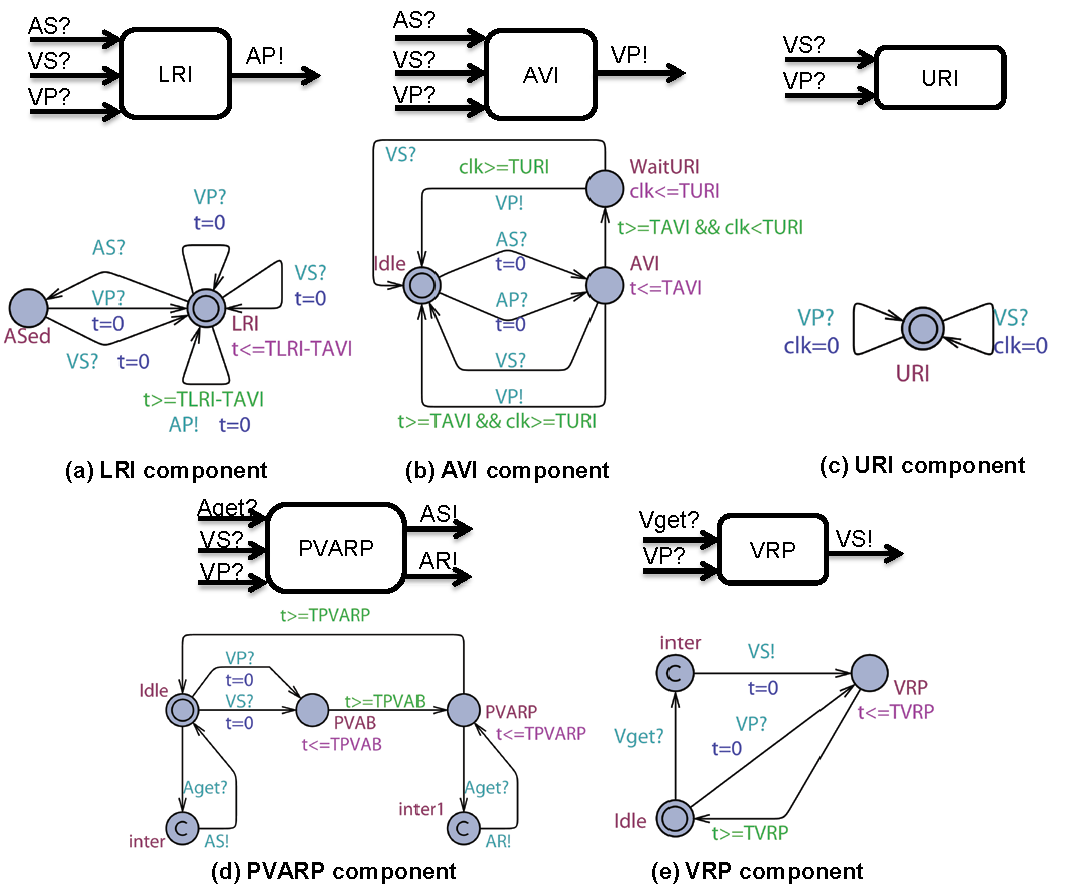 AS?
VS?
VP?
LRI
AP!
AS?
VS?
VP?
AVI
VP!
VS?
VP?
URI
VP?
t=0
AS?
VP?
t=0
VS?
t=0
VS?
t=0
ASed
LRI
t<=TLRI-TAVI
t>=TLRI-TAVI
AP!
t=0
(a) LRI component
VS?
clk>=TURI
VP!
WaitURI
clk<=TURI
t>=TAVI && clk<TURI
Idle
AS?
t=0
AP?
t=0
AVI
t<=TAVI
VS?
VP!
t>=TAVI && clk>=TURI
(b) AVI component
VP?
clk=0
VS?
clk=0
URI
(c) URI component
Aget?
VS?
VP?
PVARP
AS!
AR!
t>=TPVARP
Idle
VP?
t=0
VS?
t=0
t>=TPVAB
PVAB
t<=TPVAB
PVARP
t<=TPVARP
Aget?
inter
C
AS!
Aget?
inter1
C
AR!
(d) PVARP component
Vget?
VP?
VRP
VS!
inter
C
VS!
t=0
VRP
t<=TVRP
Vget?
VP?
t=0
Idle
t>=TVRP
(e) VRP component